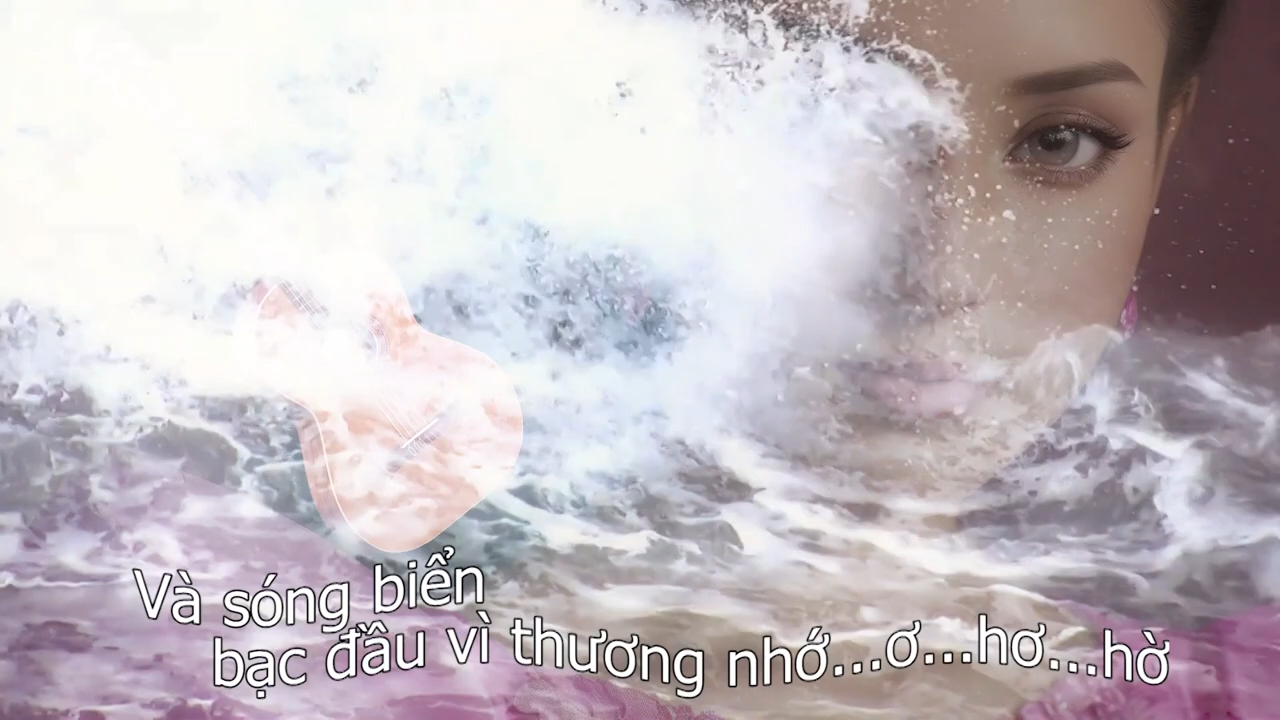 Và sóng biển
bạc đầu vì thương nhớ...ơ...hơ...hờ